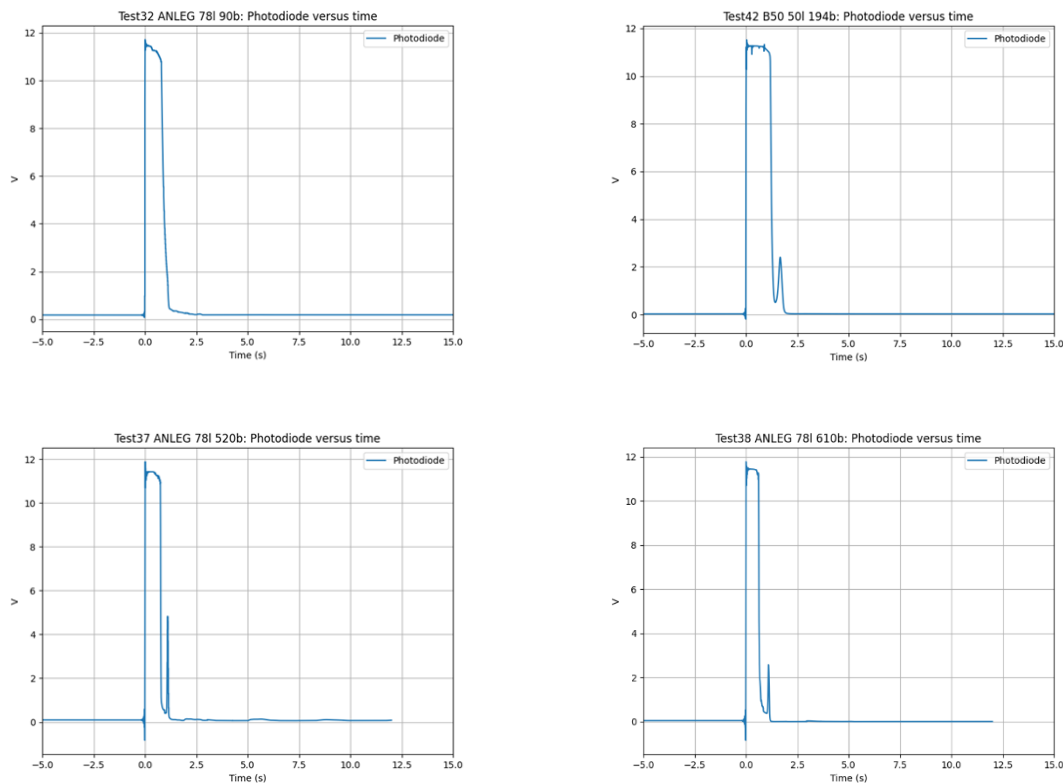 Test32 ANLEG 78l 90b: Photodiode versus time
12
10
8
6
4
2
0
V
Photodiode
−5.0 −2.5 0.0 2.5 5.0 7.5 10.0 12.5 15.0
Time (s)
Test42 B50 50l 194b: Photodiode versus time
12
10
8
6
4
2
0
V
Photodiode
−5.0 −2.5 0.0 2.5 5.0 7.5 10.0 12.5 15.0
Time (s)
Test37 ANLEG 78l 520b: Photodiode versus time
12
10
8
6
4
2
0
V
Photodiode
−5.0 −2.5 0.0 2.5 5.0 7.5 10.0 12.5 15.0
Time (s)
Test38 ANLEG 78l 610b: Photodiode versus time
12
10
8
6
4
2
0
V
Photodiode
−5.0 −2.5 0.0 2.5 5.0 7.5 10.0 12.5 15.0
Time (s)